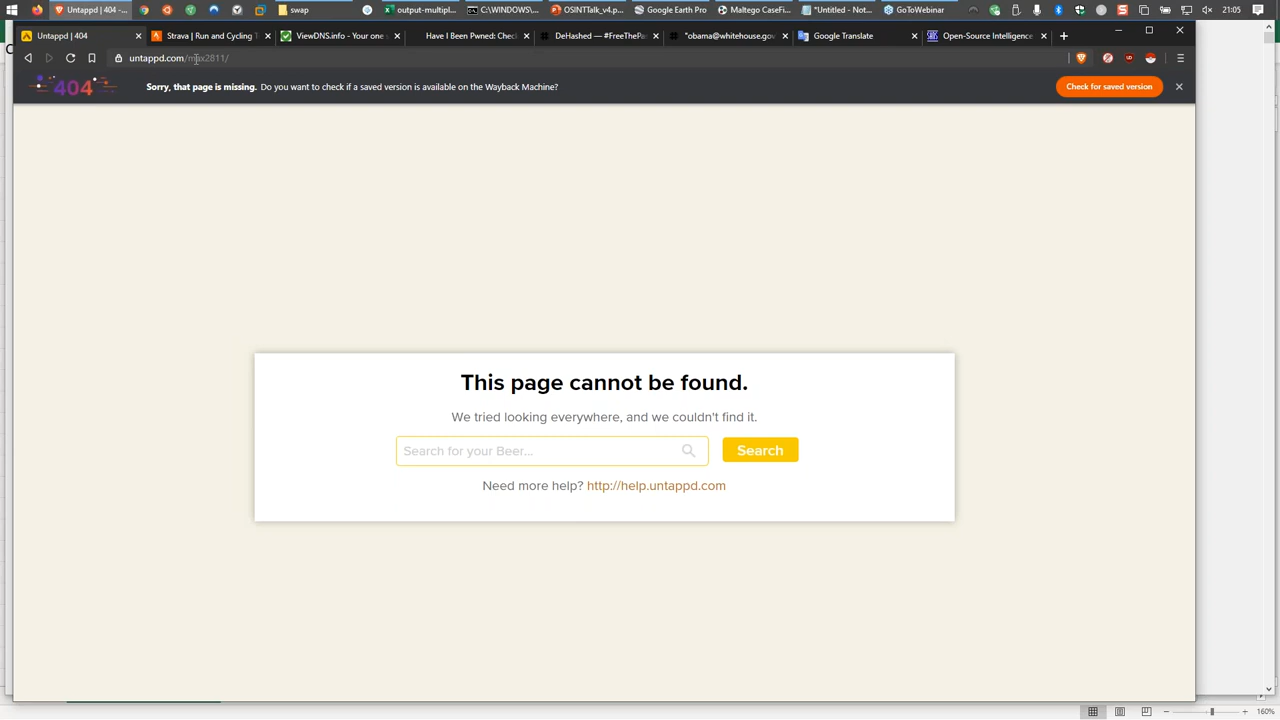 Untappd | 404 -...
swap
output-multipl...
C:\WINDOWS\...
OSINTTalk_v4.p...
Google Earth Pro
Maltego CaseFi...
*Untitled - Not...
GoToWebinar
21:05
Untappd | 404
Strava | Run and Cycling T
ViewDNS.info - Your one s
Have I Been Pwned: Check
DeHashed — #FreeThePas
"obama@whitehouse.gov
Google Translate
Open-Source Intelligence
untappd.com/max2811/
404
Sorry, that page is missing. Do you want to check if a saved version is available on the Wayback Machine?
Check for saved version
This page cannot be found.
We tried looking everywhere, and we couldn't find it.
Search for your Beer...
Search
Need more help? http://help.untappd.com
160%